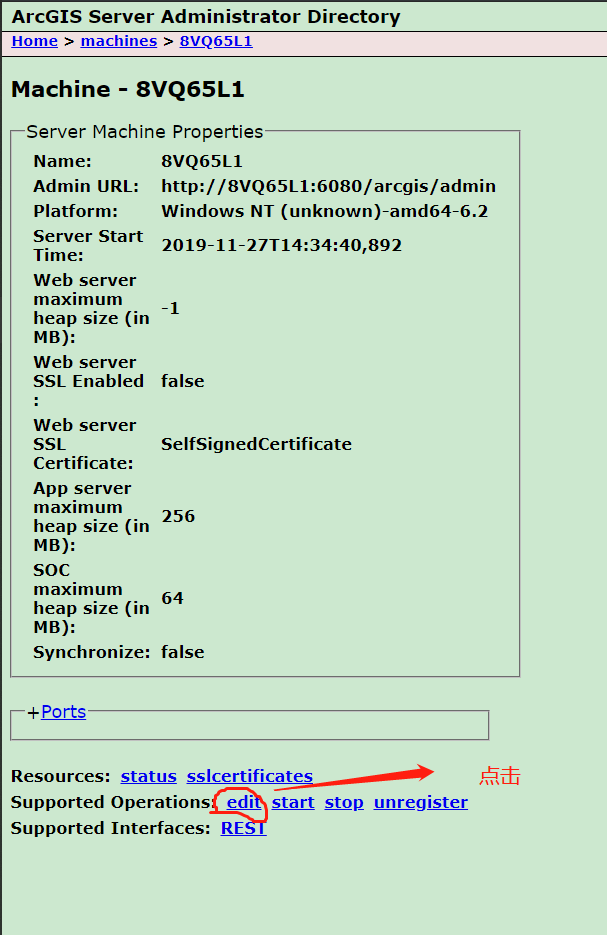 ArcGIS Server Administrator Directory
Home > machines > 8VQ65L1
Machine - 8VQ65L1
Server Machine Properties
Name: 8VQ65L1
Admin URL: http://8VQ65L1:6080/arcgis/admin
Platform: Windows NT (unknown)-amd64-6.2
Server Start
Time: 2019-11-27T14:34:40,892
Web server
maximum
heap size (in -1
MB):
Web server
SSL Enabled false
:
Web server
SSL SelfSignedCertificate
Certificate:
App server
maximum
heap size (in 256
MB):
SOC
maximum
heap size (in 64
MB):
Synchronize: false
+Ports
Resources: status sslcertificates 点击
Supported Operations: edit start stop unregister
Supported Interfaces: REST